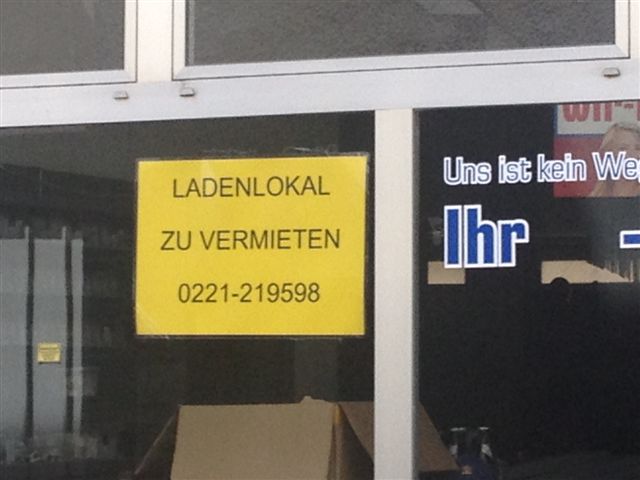 LADENLOKAL
ZU VERMIETEN
0221-219598
Uns ist kein
Ihr -